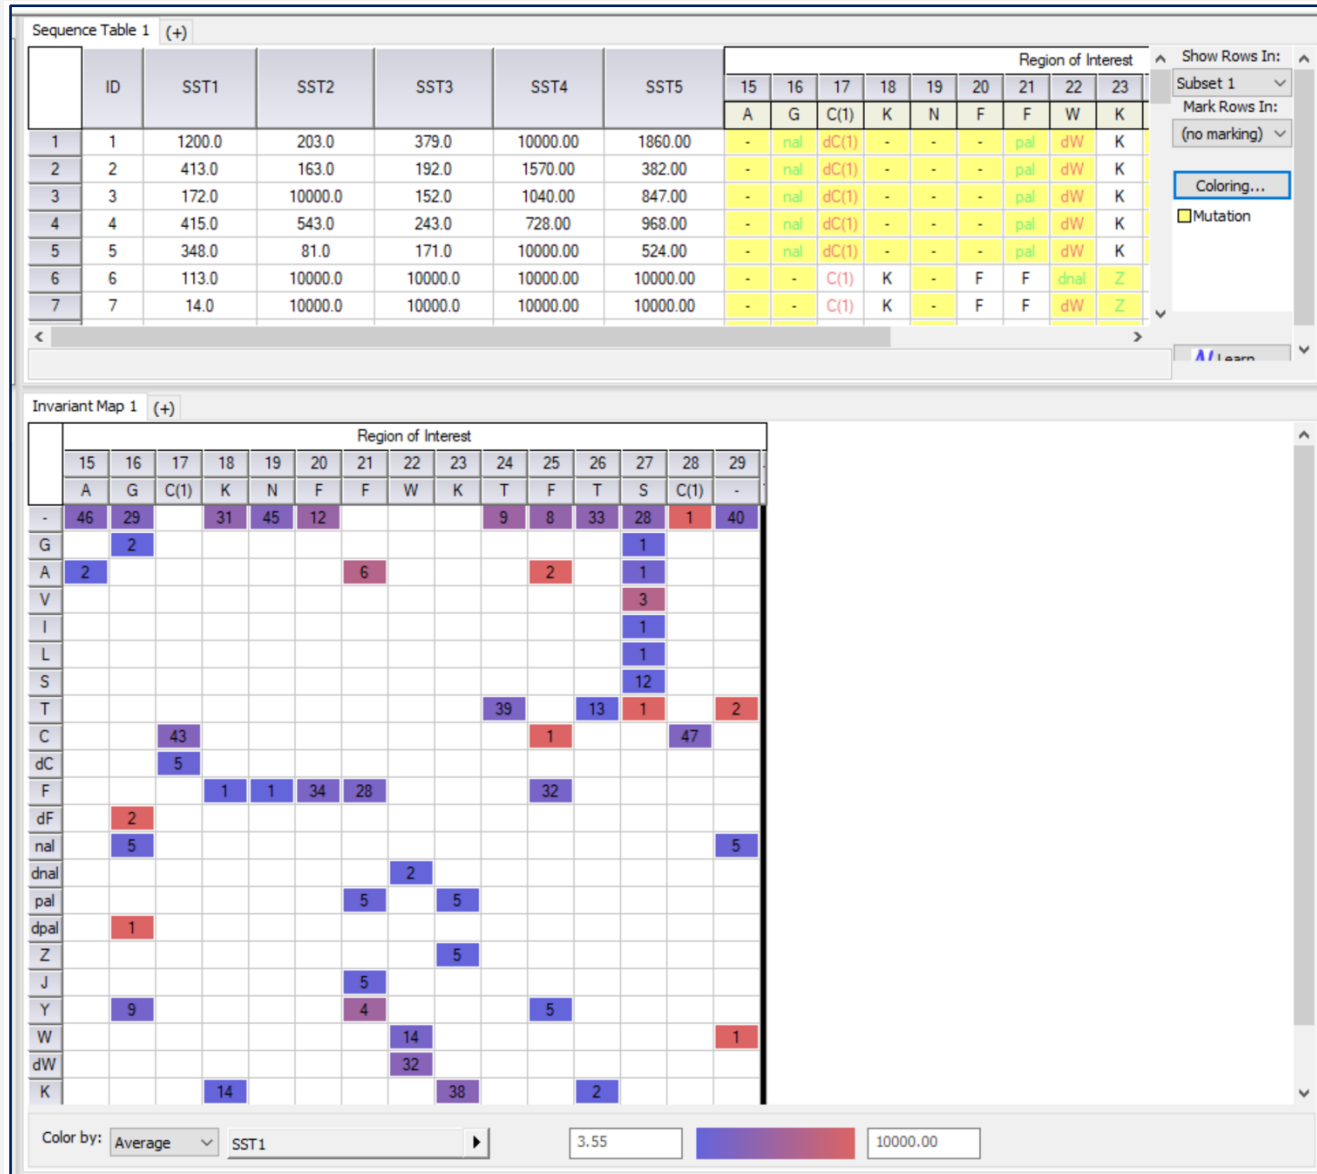 Sequence Table 1 (+)
Region of Interest
Show Rows In:
ID SST1 SST2 SST3 SST4 SST5 15 16 17 18 19 20 21 22 23
Subset 1
A G C(1) K N F F W K
Mark Rows In:
(no marking)
1 1 1200.0 203.0 379.0 10000.00 1860.00 - nal dC(1) - - - pal dW K
2 2 413.0 163.0 192.0 1570.00 382.00 - nal dC(1) - - - pal dW K
3 3 172.0 10000.0 152.0 1040.00 847.00 - nal dC(1) - - - pal dW K
4 4 415.0 543.0 243.0 728.00 968.00 - nal dC(1) - - - pal dW K
5 5 348.0 81.0 171.0 10000.00 524.00 - nal dC(1) - - - pal dW K
6 6 113.0 10000.0 10000.0 10000.00 10000.00 - - C(1) K - F F dnal Z
7 7 14.0 10000.0 10000.0 10000.00 10000.00 - - C(1) K - F F dW Z
Coloring...
Mutation
Learn
Invariant Map 1 (+)
Region of Interest
15 16 17 18 19 20 21 22 23 24 25 26 27 28 29
A G C(1) K N F F W K T F T S C(1) -
- 46 29 31 45 12 9 8 33 28 1 40
G 2 1
A 2 6 2 1
V 3
I 1
L 1
S 12
T 39 13 1 2
C 43 1 47
dC 5
F 1 1 34 28 32
dF 2
nal 5 5
dnal 2
pal 5 5
dpal 1
Z 5
J 5
Y 9 4 5
W 14 1
dW 32
K 14 38 2
Color by: Average SST1 3.55 10000.00